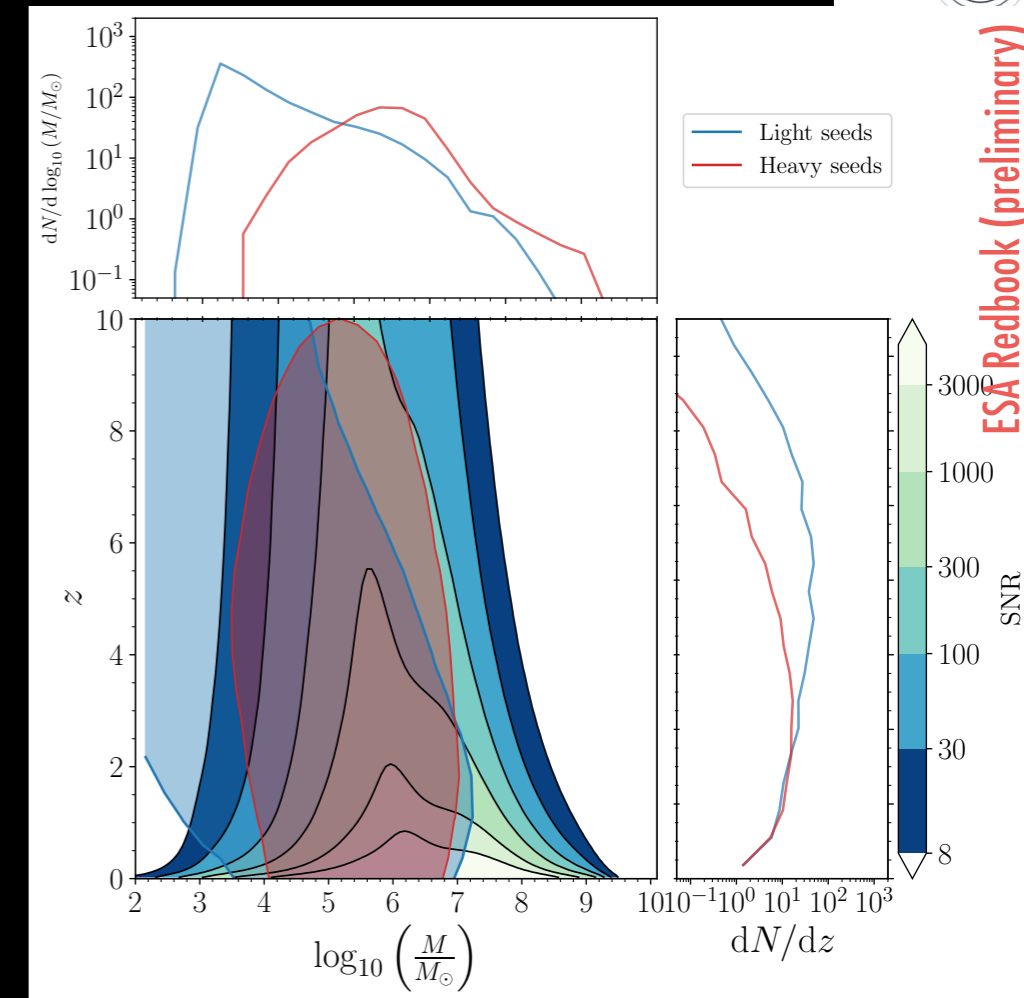 10³
10²
10¹
10⁰
10⁻¹
dN/d log₁₀ (M/M☉)
Light seeds
Heavy seeds
ESA Redbook (preliminary)
10
8
6
4
2
0
z
2 3 4 5 6 7 8 9 10
log₁₀ (M/M☉)
10⁻¹ 10⁰ 10¹ 10² 10³
dN/dz
3000
1000
300
100
30
8
SNR